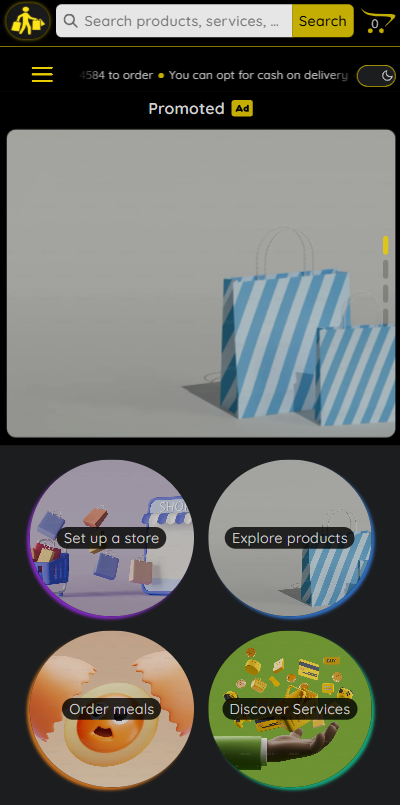 Search products, services, ...
Search
0
4584 to order • You can opt for cash on delivery
Promoted Ad
Set up a store
Explore products
Order meals
Discover Services